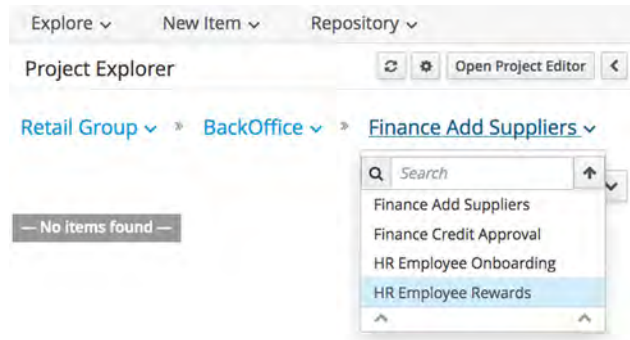 Explore New Item Repository
Project Explorer Open Project Editor
Retail Group » BackOffice » Finance Add Suppliers
Search
Finance Add Suppliers
— No items found —
Finance Credit Approval
HR Employee Onboarding
HR Employee Rewards